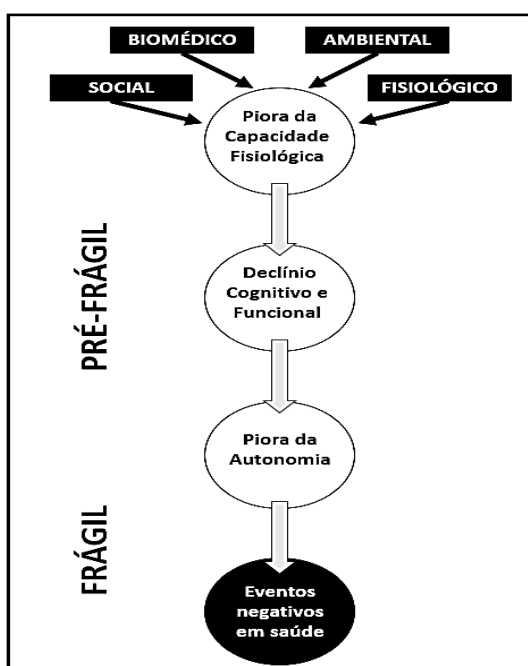 BIOMÉDICO
AMBIENTAL
SOCIAL
FISIOLÓGICO
Piora da
Capacidade
Fisiológica
PRÉ-FRÁGIL
Declínio
Cognitivo e
Funcional
Piora da
Autonomia
FRÁGIL
Eventos
negativos
em saúde